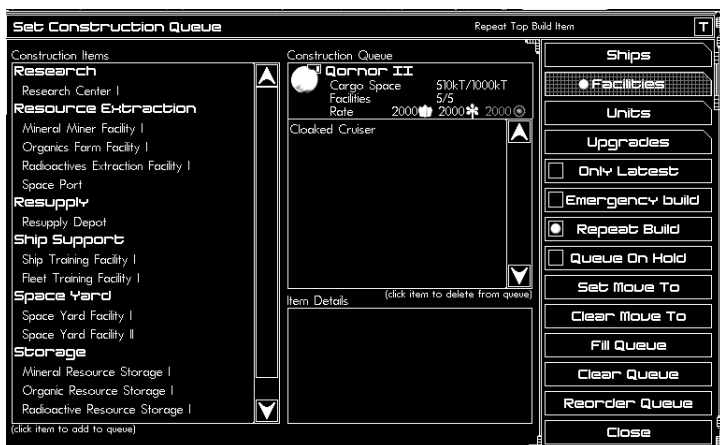 Set Construction Queue
Repeat Top Build Item
T
Construction Items
Research
Research Center I
Resource Extraction
Mineral Miner Facility I
Organics Farm Facility I
Radioactives Extraction Facility I
Space Port
Resupply
Resupply Depot
Ship Support
Ship Training Facility I
Fleet Training Facility I
Space Yard
Space Yard Facility I
Space Yard Facility II
Storage
Mineral Resource Storage I
Organic Resource Storage I
Radioactive Resource Storage I
(click item to add to queue)
Construction Queue
Qornor II
Cargo Space 510kT/1000kT
Facilities 5/5
Rate 2000 2000 2000
Cloaked Cruiser
(click item to delete from queue)
Item Details
Ships
Facilities
Units
Upgrades
Only Latest
Emergency build
Repeat Build
Queue On Hold
Set Move To
Clear Move To
Fill Queue
Clear Queue
Reorder Queue
Close